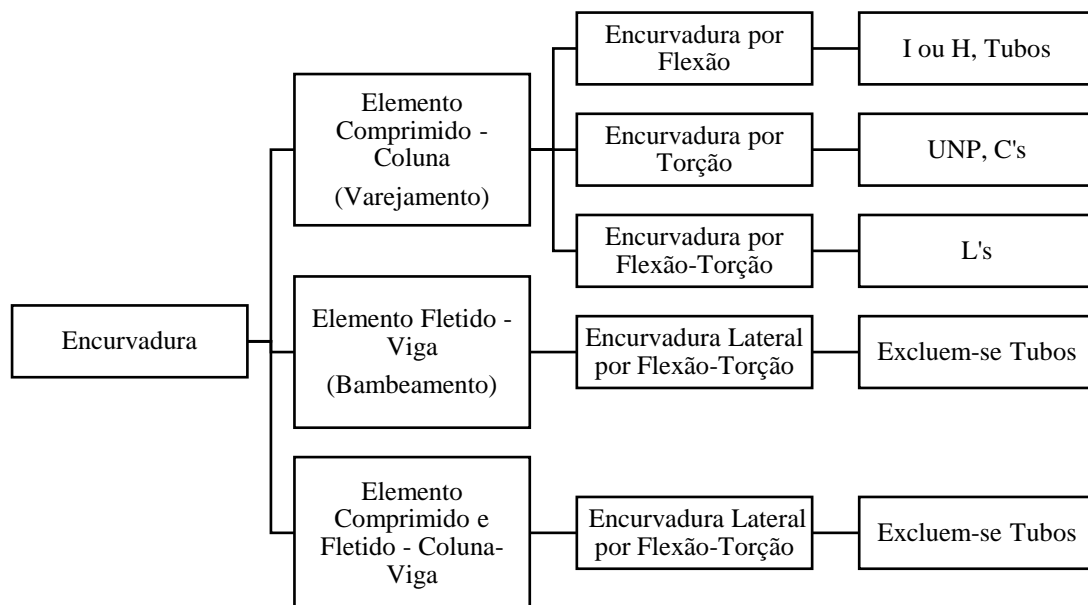 Encurvadura
Elemento
Comprimido -
Coluna
(Varejamento)
Encurvadura por
Flexão
I ou H, Tubos
Encurvadura por
Torção
UNP, C's
Encurvadura por
Flexão-Torção
L's
Elemento Fletido -
Viga
(Bambeamento)
Encurvadura Lateral
por Flexão-Torção
Excluem-se Tubos
Elemento
Comprimido e
Fletido - Coluna-
Viga
Encurvadura Lateral
por Flexão-Torção
Excluem-se Tubos